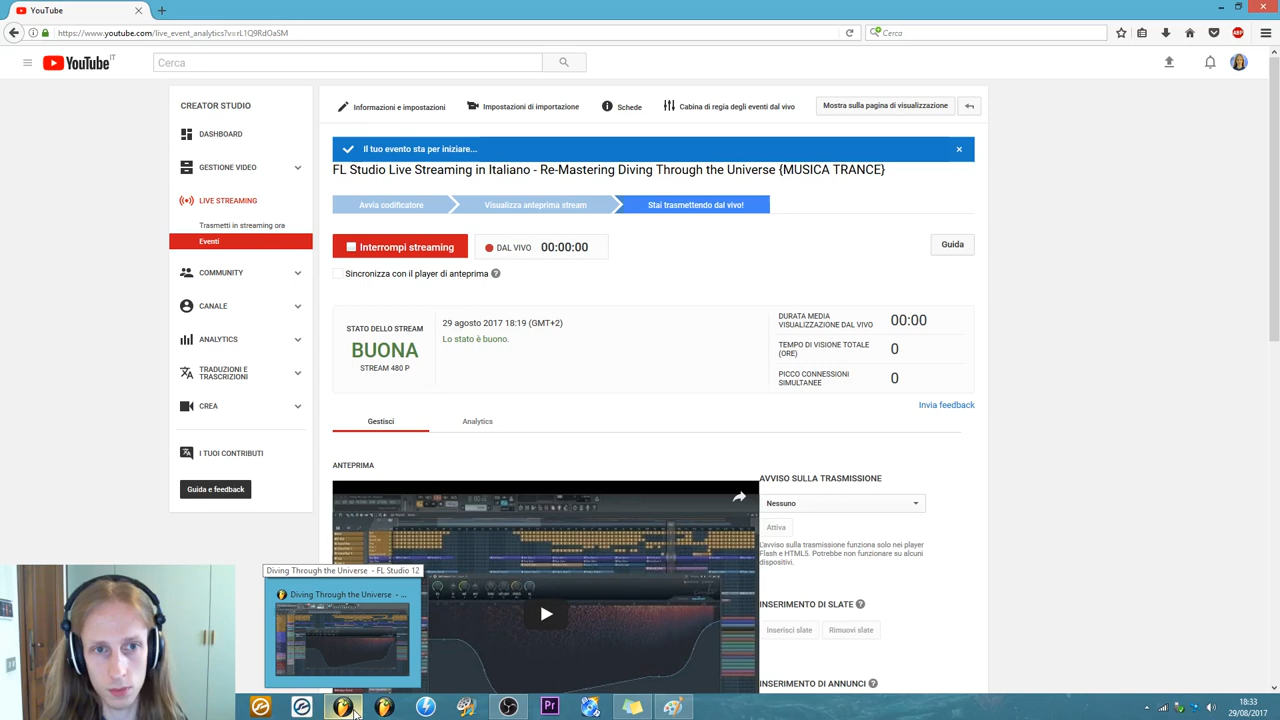 YouTube
https://www.youtube.com/live_event_analytics?v=rL1Q9RdOaSM
Cerca
YouTube IT
Cerca
CREATOR STUDIO
DASHBOARD
GESTIONE VIDEO
LIVE STREAMING
Trasmetti in streaming ora
Eventi
COMMUNITY
CANALE
ANALYTICS
TRADUZIONI E
TRASCRIZIONI
CREA
I TUOI CONTRIBUTI
Guida e feedback
Informazioni e impostazioni
Impostazioni di importazione
Schede
Cabina di regia degli eventi dal vivo
Mostra sulla pagina di visualizzazione
Il tuo evento sta per iniziare...
FL Studio Live Streaming in Italiano - Re-Mastering Diving Through the Universe {MUSICA TRANCE}
Avvia codificatore
Visualizza anteprima stream
Stai trasmettendo dal vivo!
Interrompi streaming
DAL VIVO 00:00:00
Guida
Sincronizza con il player di anteprima
STATO DELLO STREAM
BUONA
STREAM 480 P
29 agosto 2017 18:19 (GMT+2)
Lo stato è buono.
DURATA MEDIA
VISUALIZZAZIONE DAL VIVO
00:00
TEMPO DI VISIONE TOTALE
(ORE)
0
PICCO CONNESSIONI
SIMULTANEE
0
Invia feedback
Gestisci
Analytics
ANTEPRIMA
AVVISO SULLA TRASMISSIONE
Nessuno
Attiva
L'avviso sulla trasmissione funziona solo nei player
Flash e HTML5. Potrebbe non funzionare su alcuni
dispositivi.
INSERIMENTO DI SLATE
Inserisci slate
Rimuovi slate
INSERIMENTO DI ANNUNCI
Diving Through the Universe - FL Studio 12
Diving Through the Universe - ...
Pr
18:33
29/08/2017